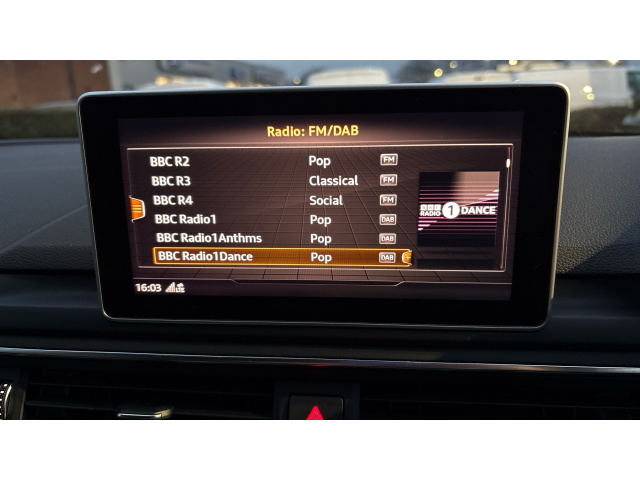 Radio: FM/DAB
BBC R2 Pop FM
BBC R3 Classical FM
BBC R4 Social FM
BBC Radio1 Pop DAB
BBC Radio1Anthms Pop DAB
BBC Radio1Dance Pop DAB
BBC
RADIO 1 DANCE
16:03 LTE